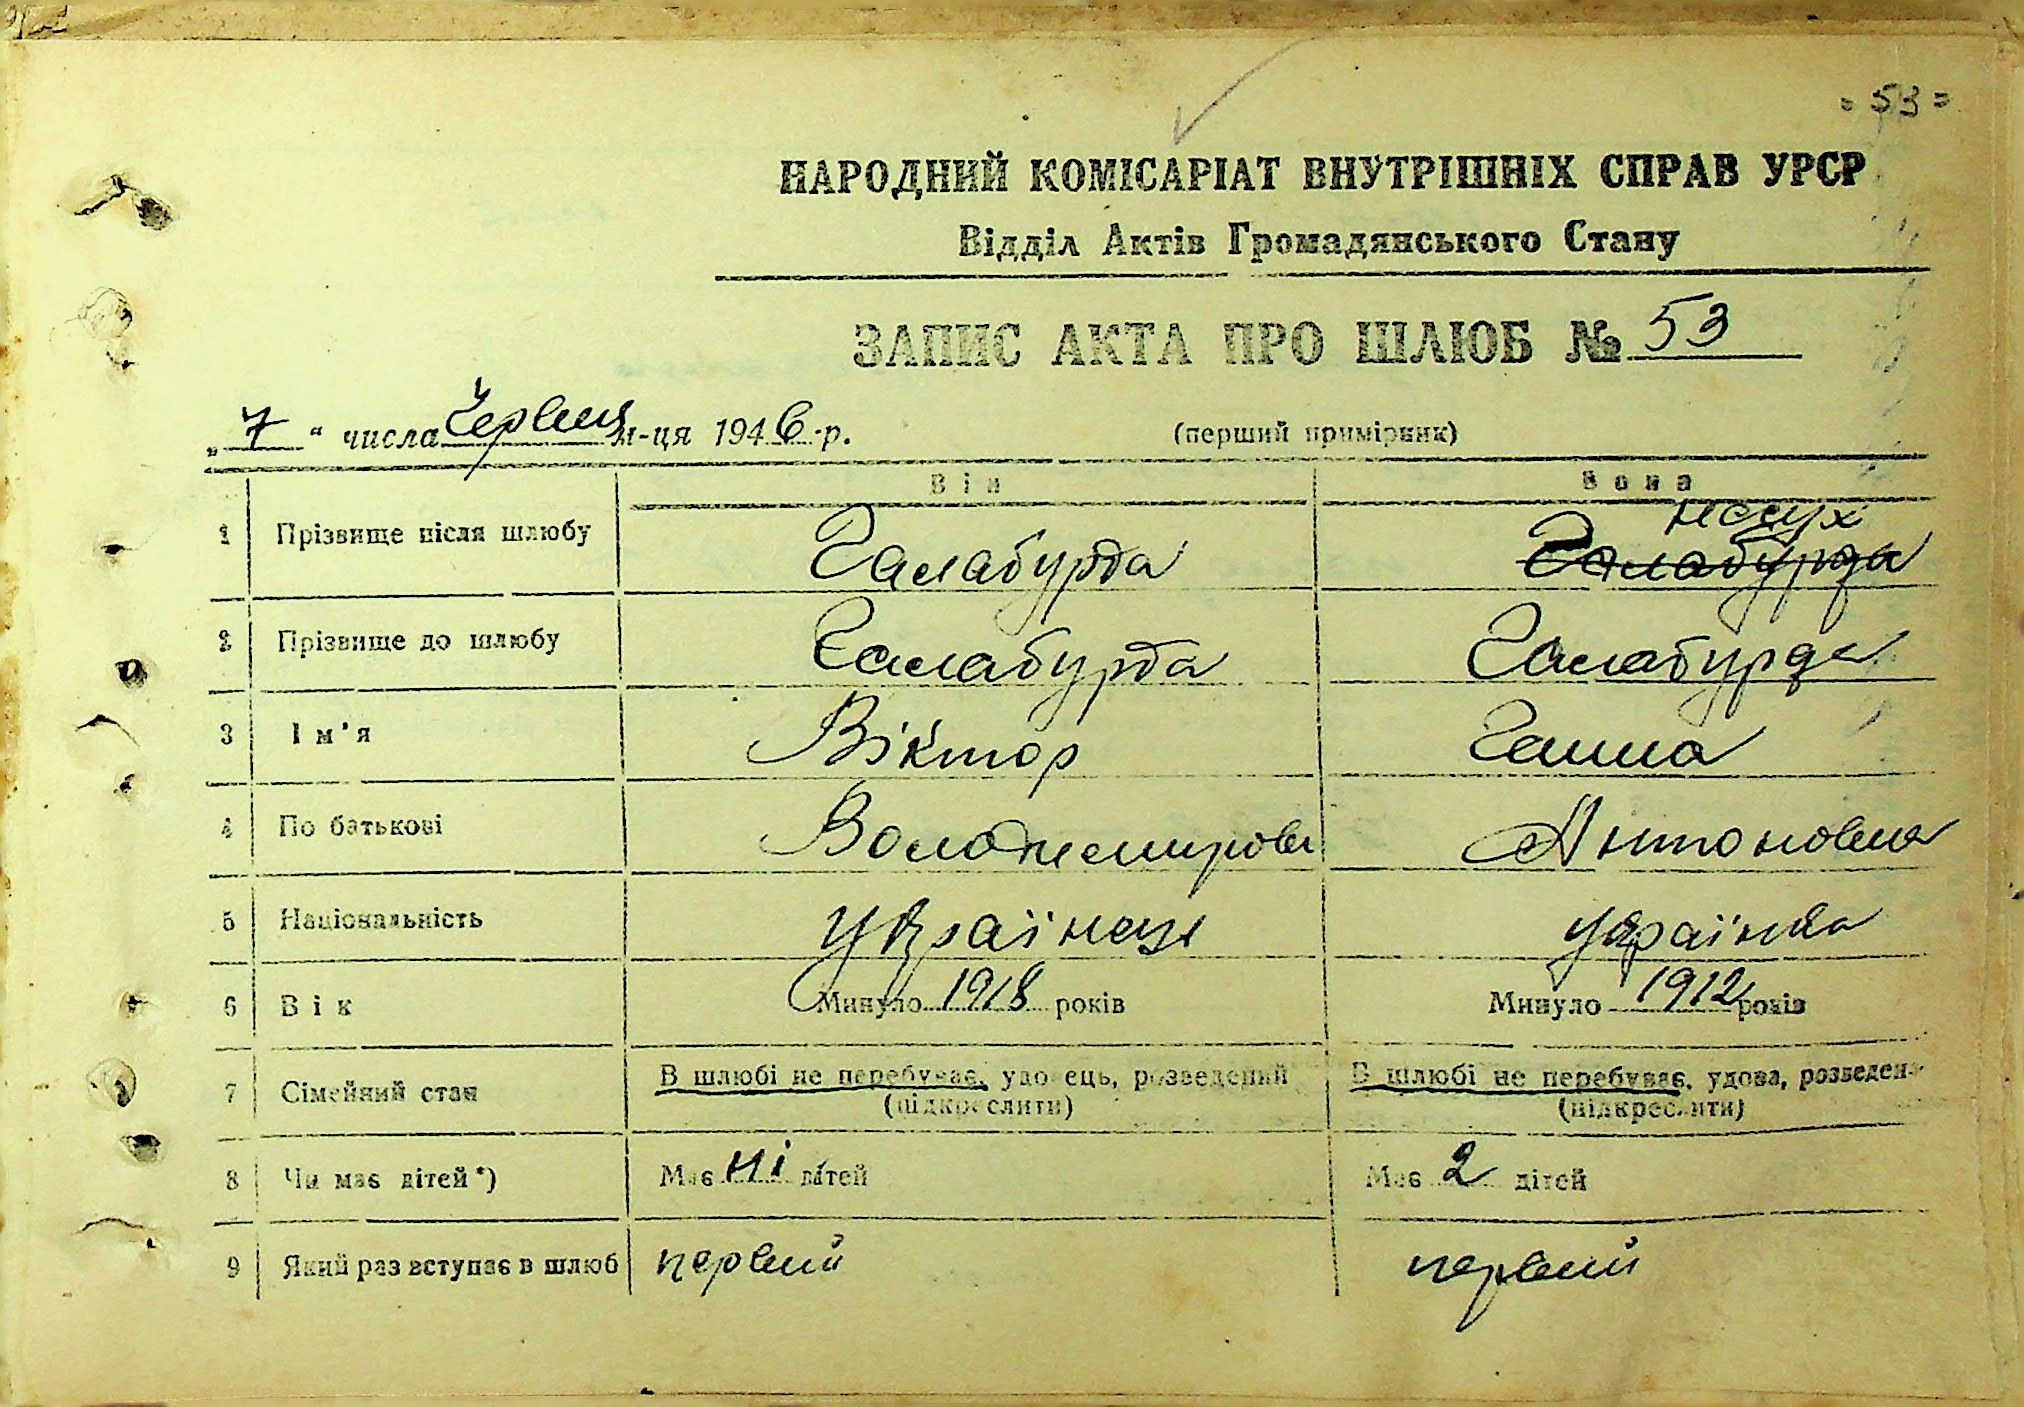 = 53 =
НАРОДНИЙ КОМІСАРІАТ ВНУТРІШНІХ СПРАВ УРСР
Відділ Актів Громадянського Стану
ЗАПИС АКТА ПРО ШЛЮБ № 53
„ 7 “ числа Червня м-ця 1946 р. (перший примірник)
Він Вона
1 Прізвище після шлюбу Галабурда Галабурда
2 Прізвище до шлюбу Галабурда Галабурда
3 Ім'я Віктор Ганна
4 По батькові Антоновна
5 Національність українець українка
6 Вік Минуло 1918 років Минуло 1912 років
7 Сімейний стан В шлюбі не перебуває, удовець, розведений В шлюбі не перебуває, удова, розведена
(підкреслити) (підкреслити)
8 Чи має дітей*) Має ні дітей Має 2 дітей
9 Який раз вступає в шлюб первий первий